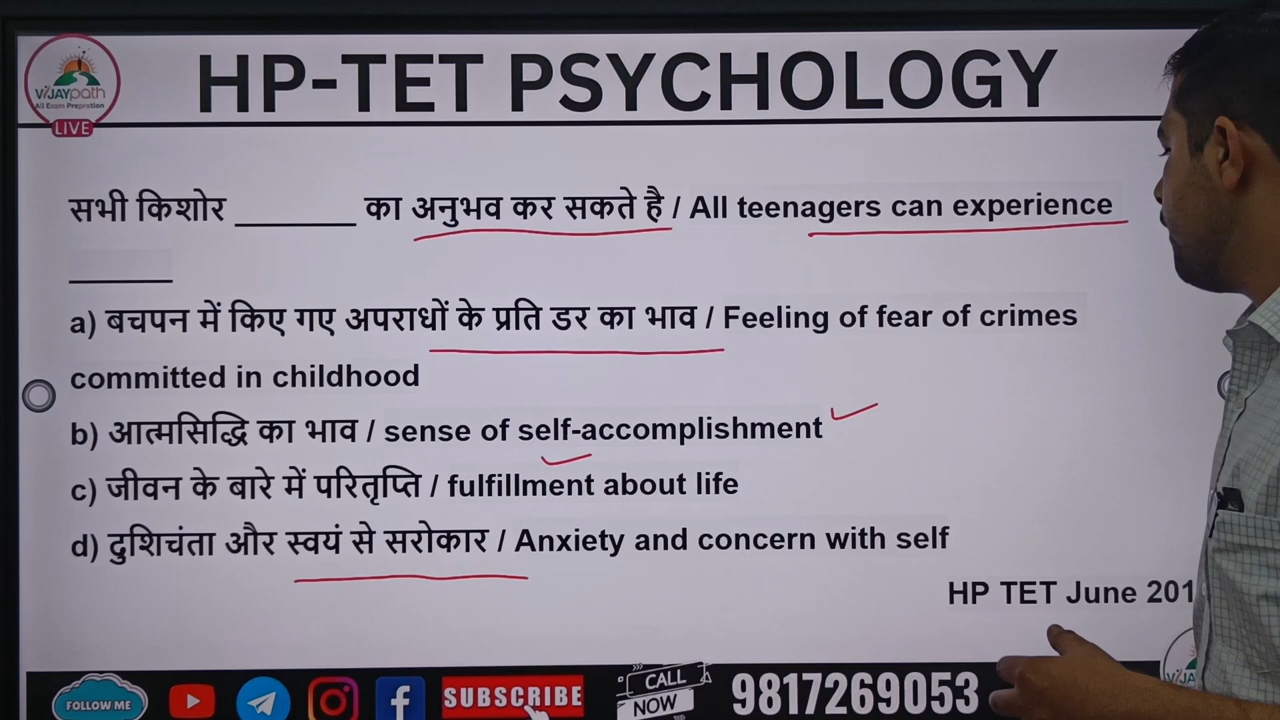 HP-TET PSYCHOLOGY
ViJAYpath
All Exam Prepration
LIVE
सभी किशोर _______ का अनुभव कर सकते है / All teenagers can experience
______
a) बचपन में किए गए अपराधों के प्रति डर का भाव / Feeling of fear of crimes
committed in childhood
b) आत्मसिद्धि का भाव / sense of self-accomplishment
c) जीवन के बारे में परितृप्ति / fulfillment about life
d) दुशिचंता और स्वयं से सरोकार / Anxiety and concern with self
HP TET June 201
FOLLOW ME
SUBSCRIBE
CALL
NOW
9817269053